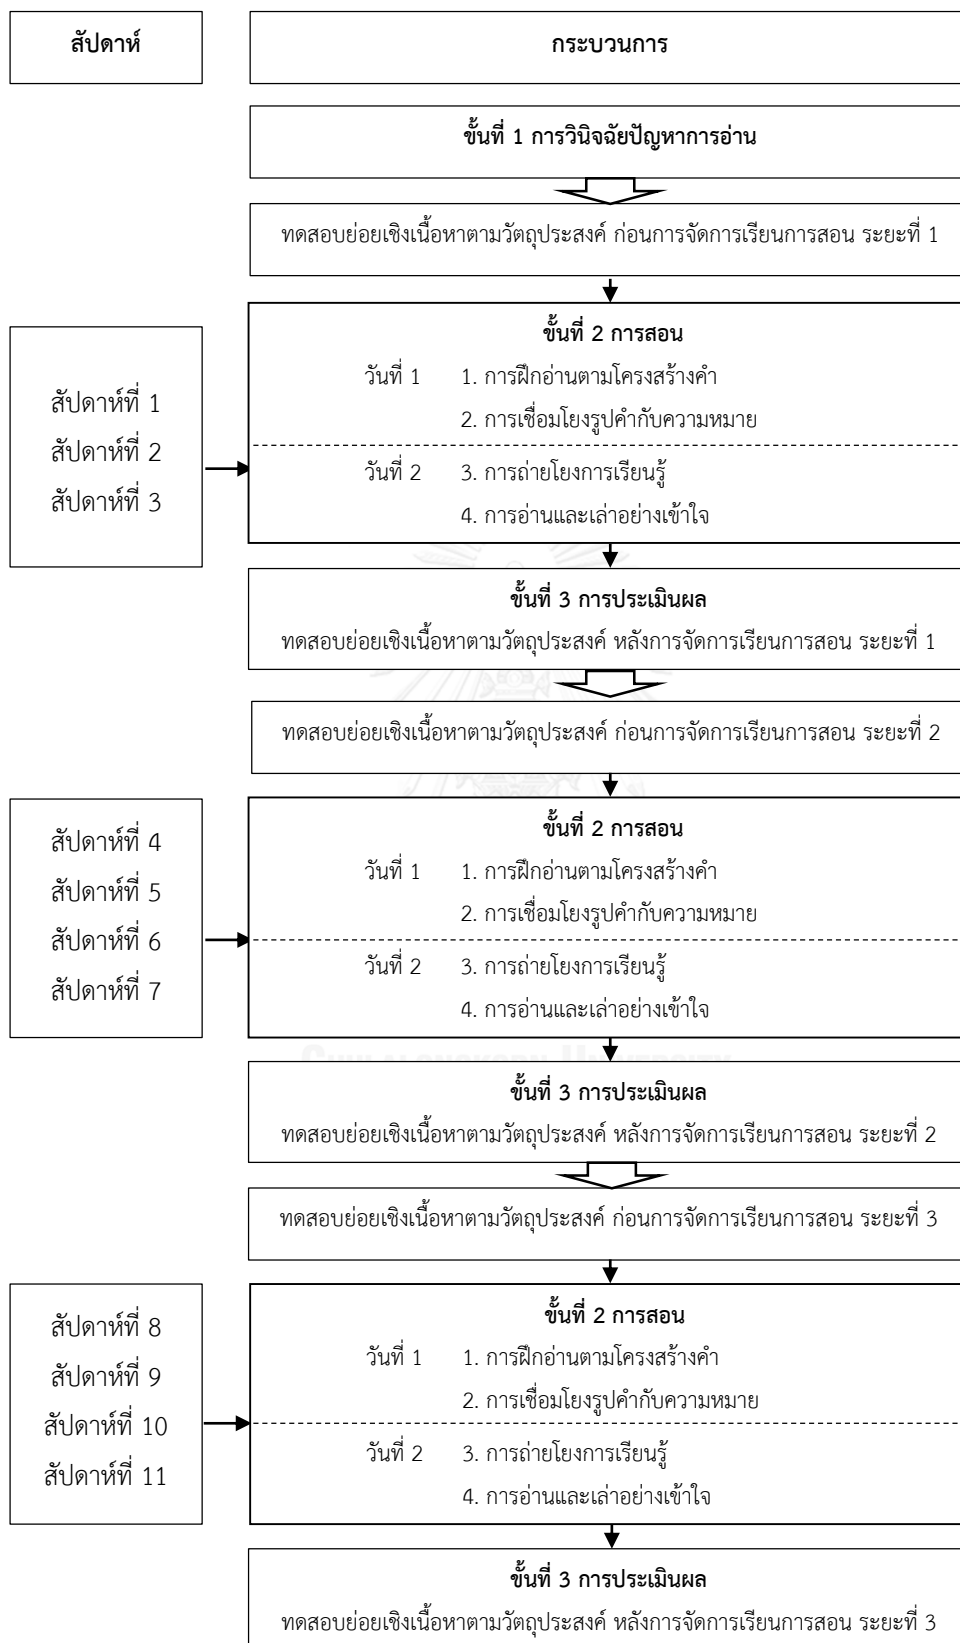 สัปดาห์
กระบวนการ
ขั้นที่ 1 การวินิจฉัยปัญหาการอ่าน
ทดสอบย่อยเชิงเนื้อหาตามวัตถุประสงค์ ก่อนการจัดการเรียนการสอน ระยะที่ 1
สัปดาห์ที่ 1
สัปดาห์ที่ 2
สัปดาห์ที่ 3
ขั้นที่ 2 การสอน
วันที่ 1 1. การฝึกอ่านตามโครงสร้างคำ
2. การเชื่อมโยงรูปคำกับความหมาย
วันที่ 2 3. การถ่ายโยงการเรียนรู้
4. การอ่านและเล่าอย่างเข้าใจ
ขั้นที่ 3 การประเมินผล
ทดสอบย่อยเชิงเนื้อหาตามวัตถุประสงค์ หลังการจัดการเรียนการสอน ระยะที่ 1
ทดสอบย่อยเชิงเนื้อหาตามวัตถุประสงค์ ก่อนการจัดการเรียนการสอน ระยะที่ 2
สัปดาห์ที่ 4
สัปดาห์ที่ 5
สัปดาห์ที่ 6
สัปดาห์ที่ 7
ขั้นที่ 2 การสอน
วันที่ 1 1. การฝึกอ่านตามโครงสร้างคำ
2. การเชื่อมโยงรูปคำกับความหมาย
วันที่ 2 3. การถ่ายโยงการเรียนรู้
4. การอ่านและเล่าอย่างเข้าใจ
CHULALONGKORN UNIVERSITY
ขั้นที่ 3 การประเมินผล
ทดสอบย่อยเชิงเนื้อหาตามวัตถุประสงค์ หลังการจัดการเรียนการสอน ระยะที่ 2
ทดสอบย่อยเชิงเนื้อหาตามวัตถุประสงค์ ก่อนการจัดการเรียนการสอน ระยะที่ 3
สัปดาห์ที่ 8
สัปดาห์ที่ 9
สัปดาห์ที่ 10
สัปดาห์ที่ 11
ขั้นที่ 2 การสอน
วันที่ 1 1. การฝึกอ่านตามโครงสร้างคำ
2. การเชื่อมโยงรูปคำกับความหมาย
วันที่ 2 3. การถ่ายโยงการเรียนรู้
4. การอ่านและเล่าอย่างเข้าใจ
ขั้นที่ 3 การประเมินผล
ทดสอบย่อยเชิงเนื้อหาตามวัตถุประสงค์ หลังการจัดการเรียนการสอน ระยะที่ 3